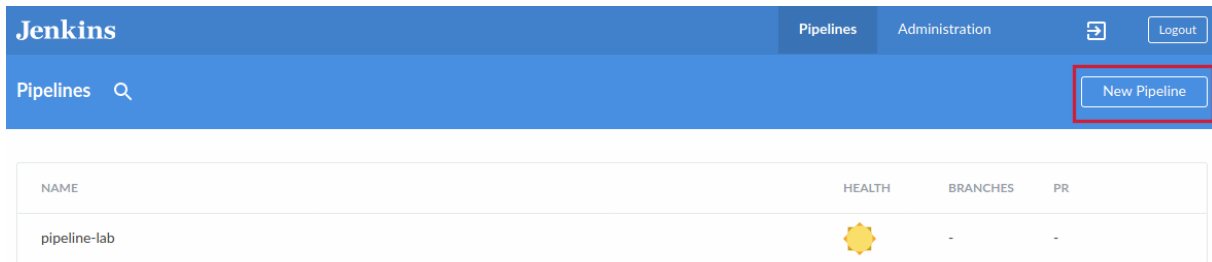 Jenkins Pipelines Administration Logout
Pipelines New Pipeline
NAME HEALTH BRANCHES PR
pipeline-lab - -